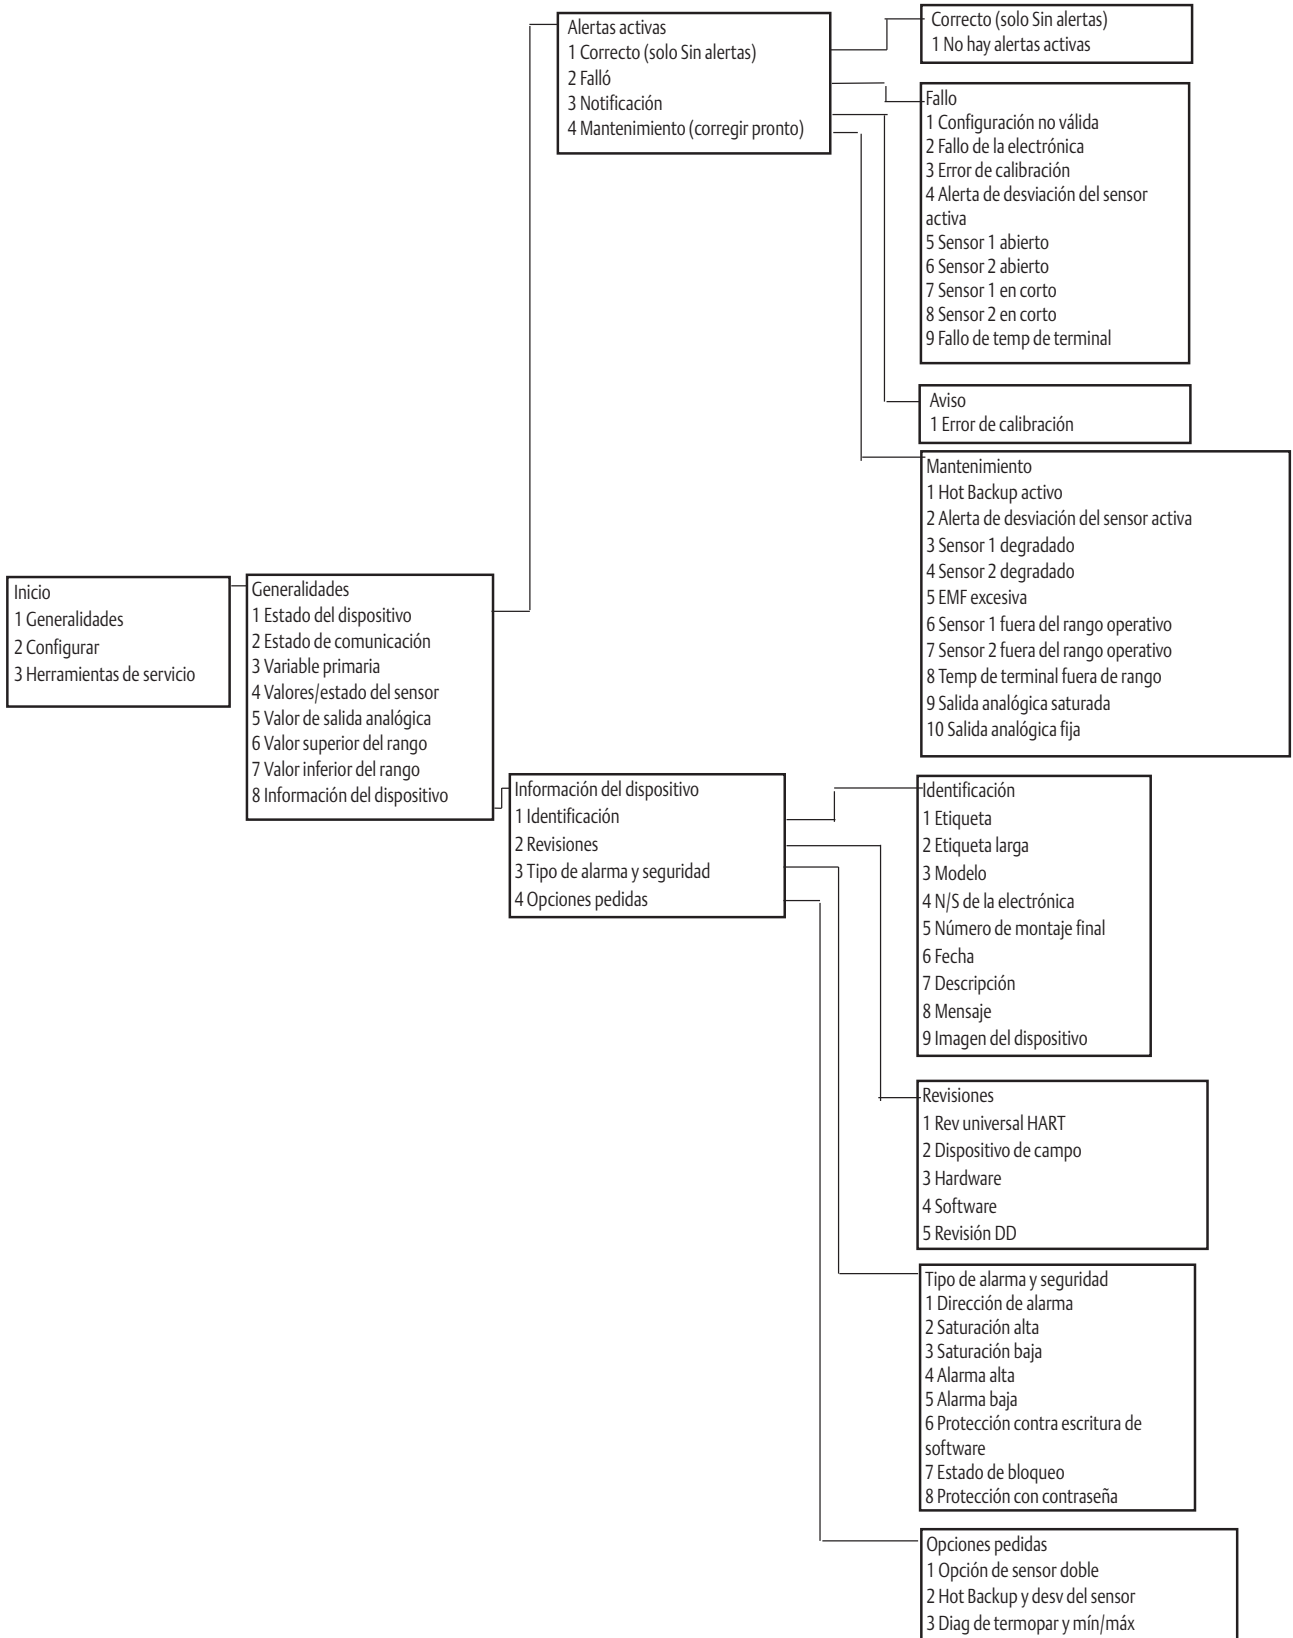 Alertas activas
1 Correcto (solo Sin alertas)
2 Falló
3 Notificación
4 Mantenimiento (corregir pronto)
Correcto (solo Sin alertas)
1 No hay alertas activas
Fallo
1 Configuración no válida
2 Fallo de la electrónica
3 Error de calibración
4 Alerta de desviación del sensor
activa
5 Sensor 1 abierto
6 Sensor 2 abierto
7 Sensor 1 en corto
8 Sensor 2 en corto
9 Fallo de temp de terminal
Aviso
1 Error de calibración
Mantenimiento
1 Hot Backup activo
2 Alerta de desviación del sensor activa
3 Sensor 1 degradado
4 Sensor 2 degradado
5 EMF excesiva
6 Sensor 1 fuera del rango operativo
7 Sensor 2 fuera del rango operativo
8 Temp de terminal fuera de rango
9 Salida analógica saturada
10 Salida analógica fija
Inicio
1 Generalidades
2 Configurar
3 Herramientas de servicio
Generalidades
1 Estado del dispositivo
2 Estado de comunicación
3 Variable primaria
4 Valores/estado del sensor
5 Valor de salida analógica
6 Valor superior del rango
7 Valor inferior del rango
8 Información del dispositivo
Información del dispositivo
1 Identificación
2 Revisiones
3 Tipo de alarma y seguridad
4 Opciones pedidas
Identificación
1 Etiqueta
2 Etiqueta larga
3 Modelo
4 N/S de la electrónica
5 Número de montaje final
6 Fecha
7 Descripción
8 Mensaje
9 Imagen del dispositivo
Revisiones
1 Rev universal HART
2 Dispositivo de campo
3 Hardware
4 Software
5 Revisión DD
Tipo de alarma y seguridad
1 Dirección de alarma
2 Saturación alta
3 Saturación baja
4 Alarma alta
5 Alarma baja
6 Protección contra escritura de
software
7 Estado de bloqueo
8 Protección con contraseña
Opciones pedidas
1 Opción de sensor doble
2 Hot Backup y desv del sensor
3 Diag de termopar y mín/máx